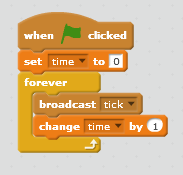 when clicked
set time to 0
forever
broadcast tick
change time by 1